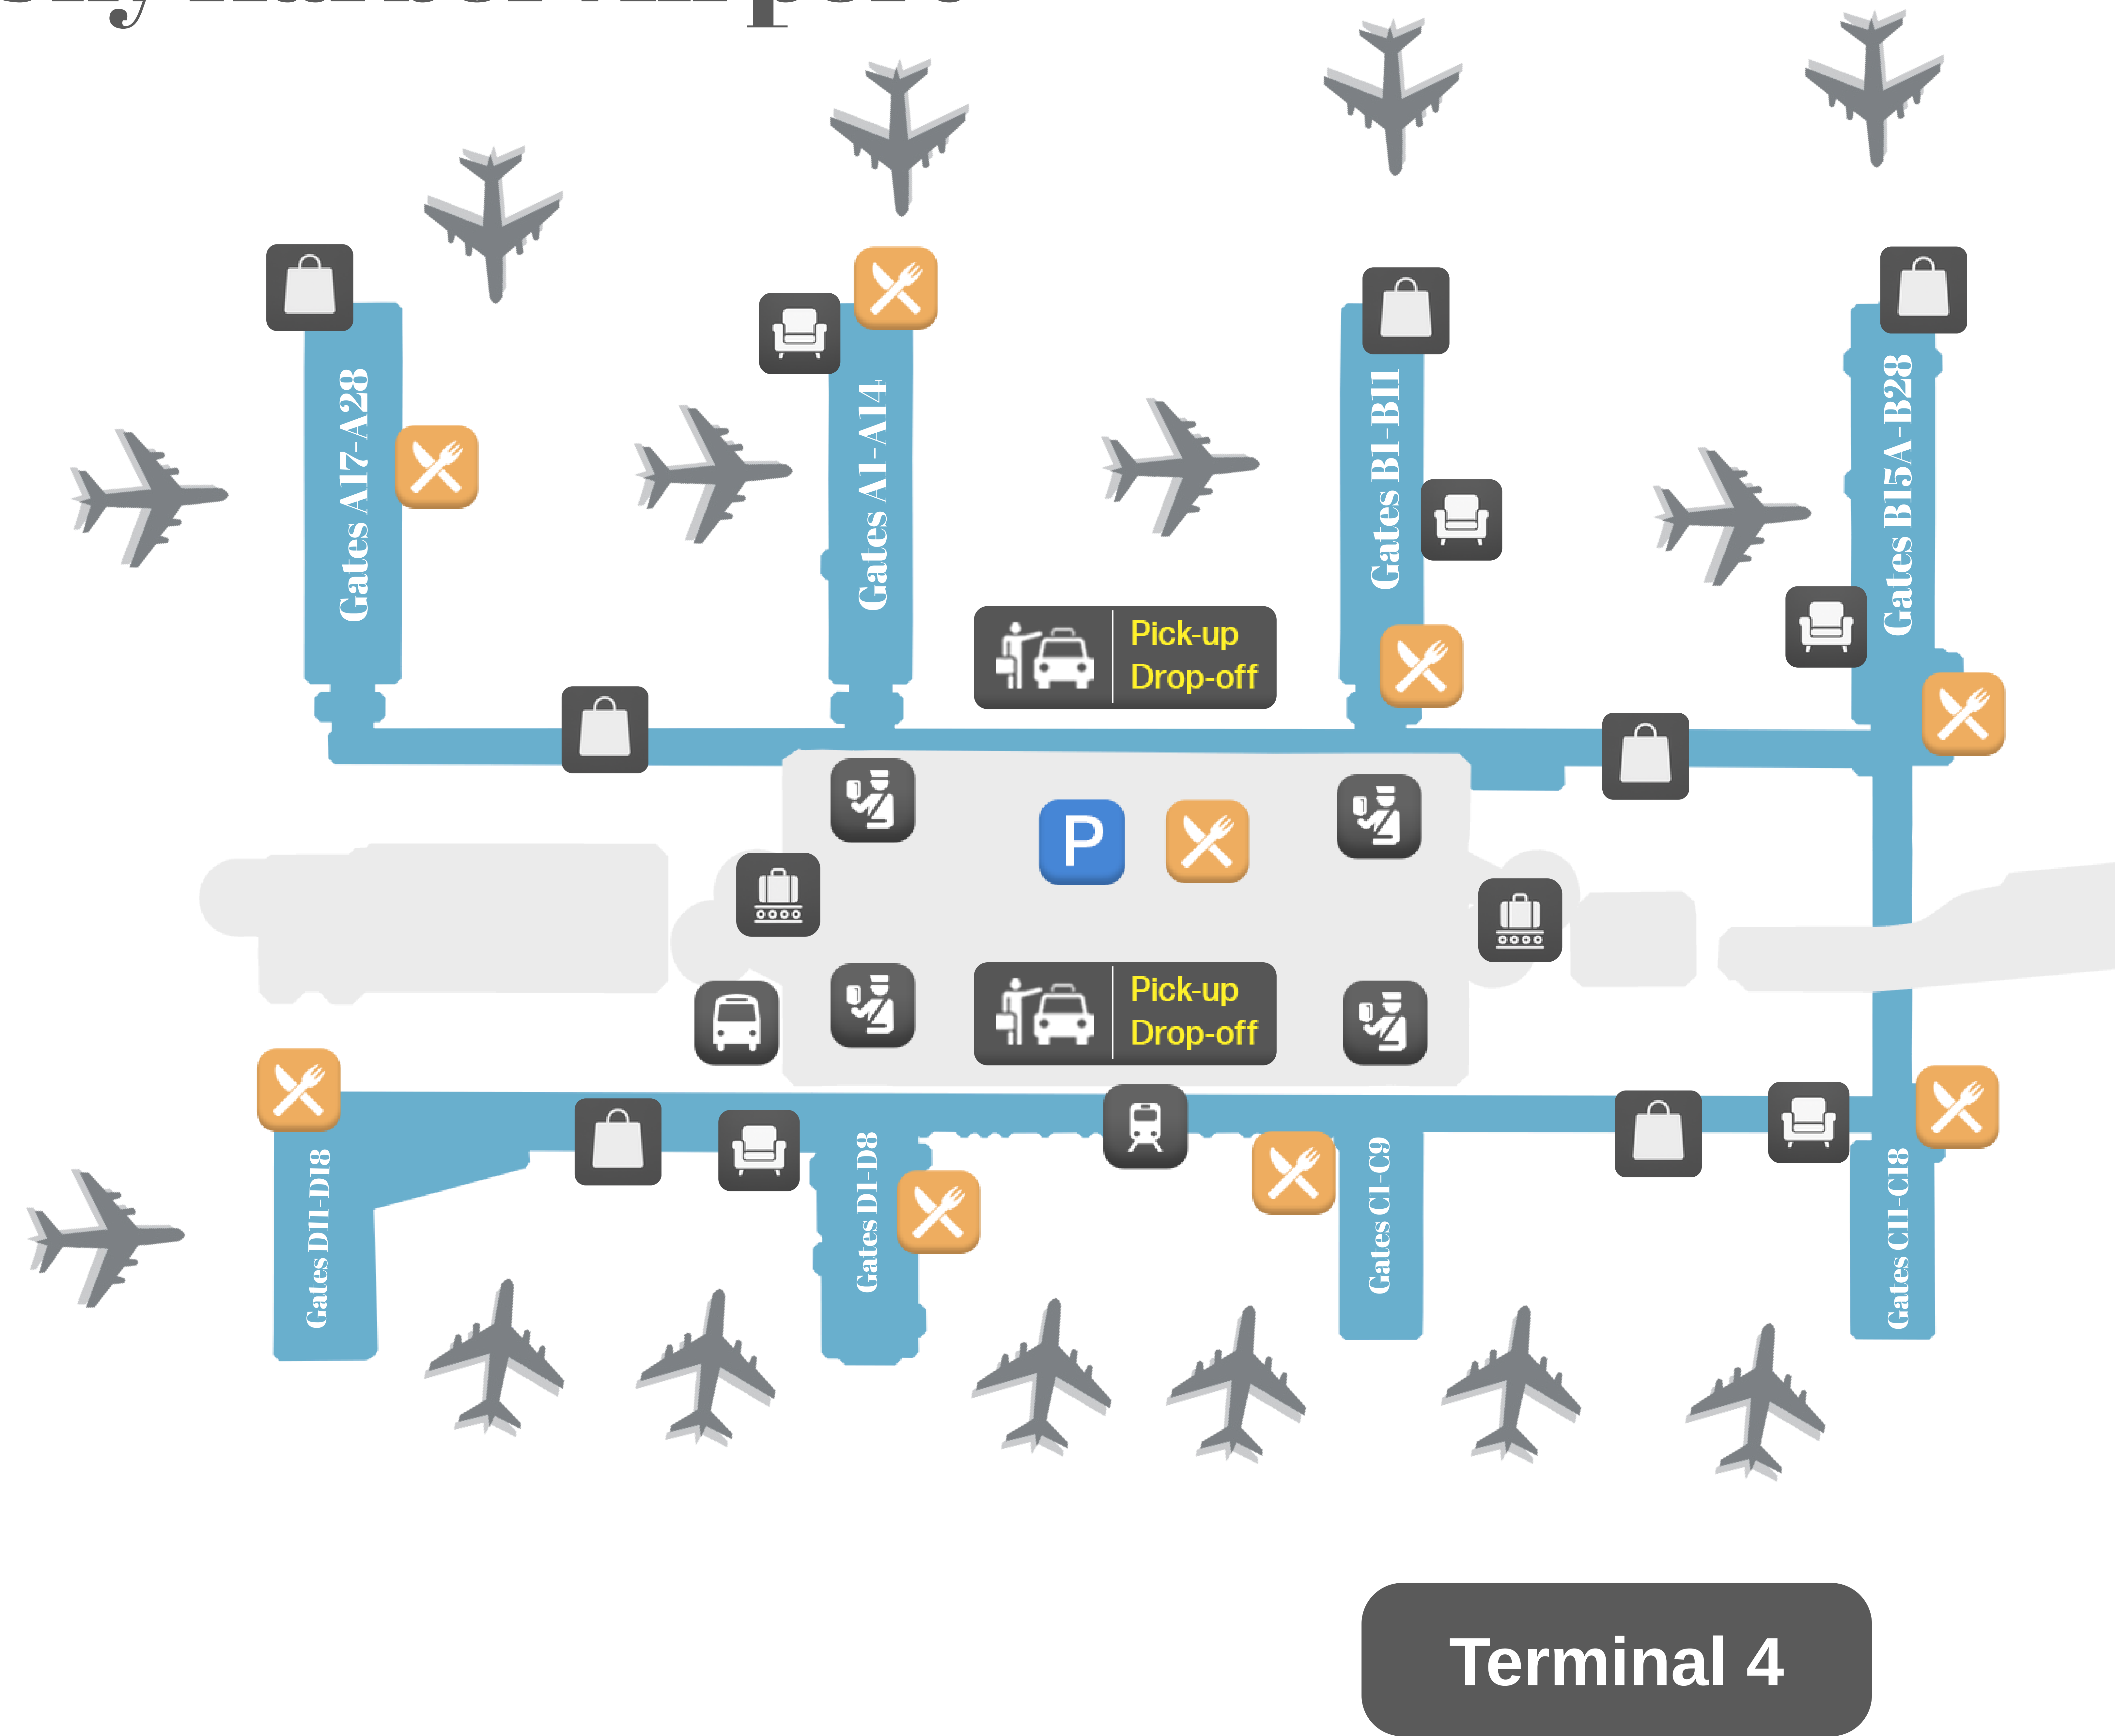 Gates A17-A28
Gates A1-A14
Gates B1-B11
Gates B15A-B28
Pick-up
Drop-off
P
Pick-up
Drop-off
Gates D11-D18
Gates D1-D8
Gates C1-C9
Gates C11-C18
Terminal 4